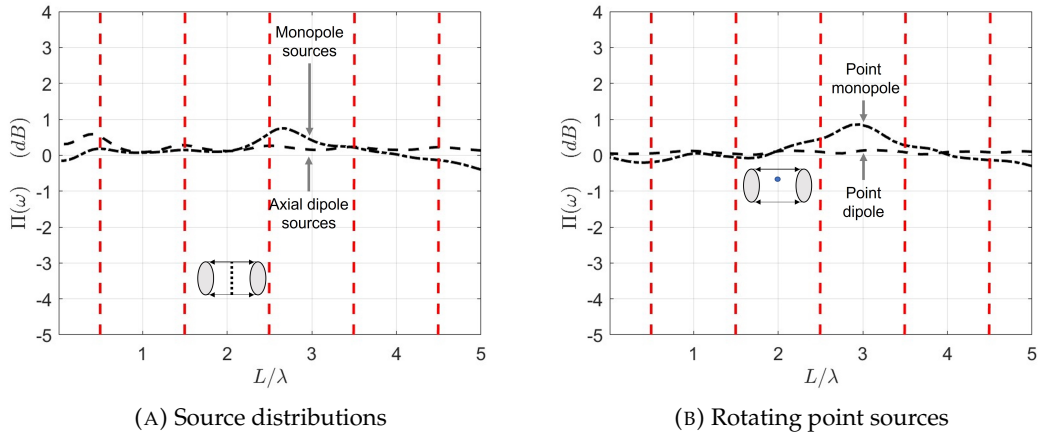 4
3
2
1
0
-1
-2
-3
-4
-5
Π(ω) (dB)
Monopole
sources
Axial dipole
sources
1
2
3
4
5
L/λ
(A) Source distributions
4
3
2
1
0
-1
-2
-3
-4
-5
Π(ω) (dB)
Point
monopole
Point
dipole
1
2
3
4
5
L/λ
(B) Rotating point sources